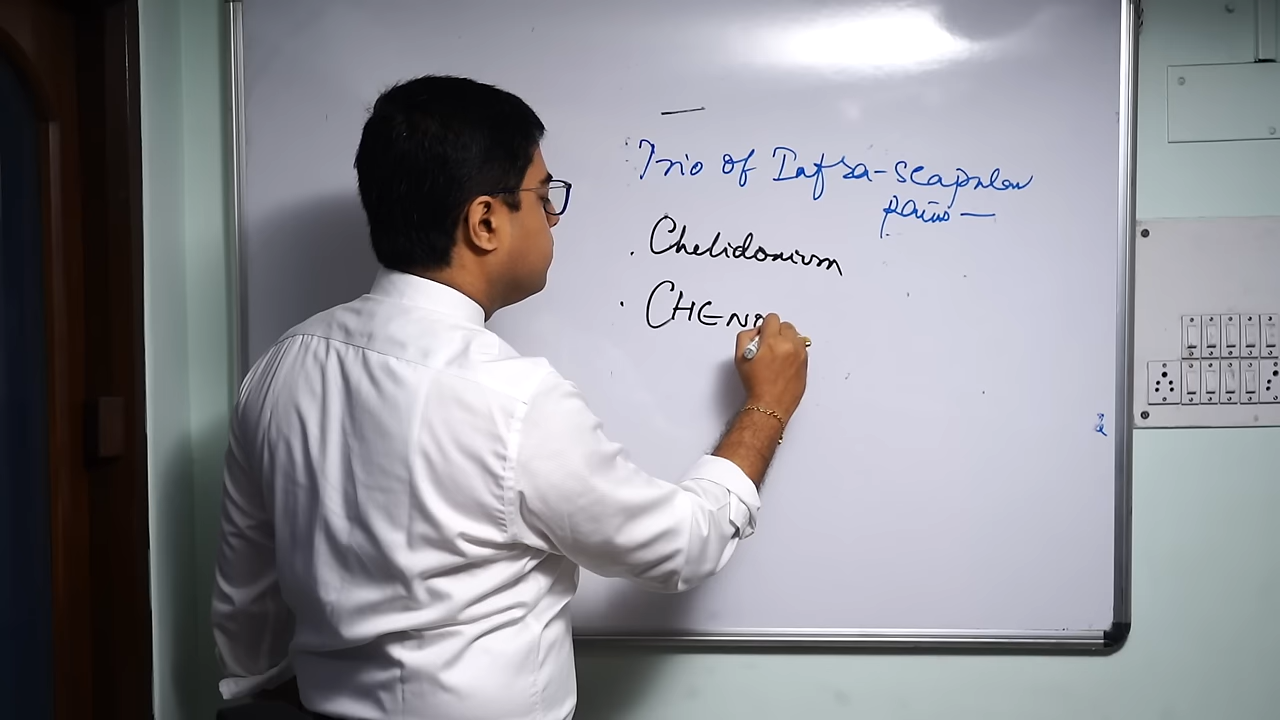 Trio of Infra-scapular
pains —
. Chelidonium
. CHEN